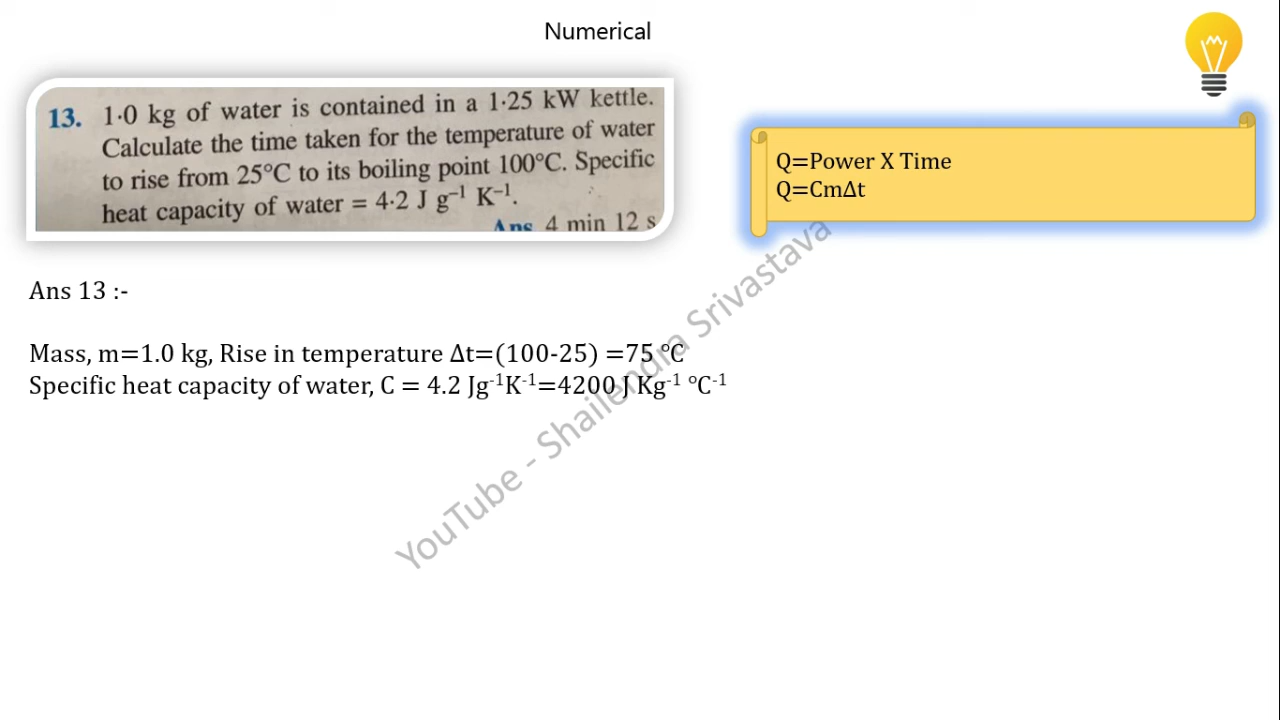 Numerical
13. 1·0 kg of water is contained in a 1·25 kW kettle.
Calculate the time taken for the temperature of water
to rise from 25°C to its boiling point 100°C. Specific
heat capacity of water = 4·2 J g⁻¹ K⁻¹.
Ans 4 min 12 s
Q=Power X Time
Q=CmΔt
Ans 13 :-
Mass, m=1.0 kg, Rise in temperature Δt=(100-25) =75 °C
Specific heat capacity of water, C = 4.2 Jg⁻¹K⁻¹=4200 J Kg⁻¹ °C⁻¹
YouTube - Shailendra Srivastava